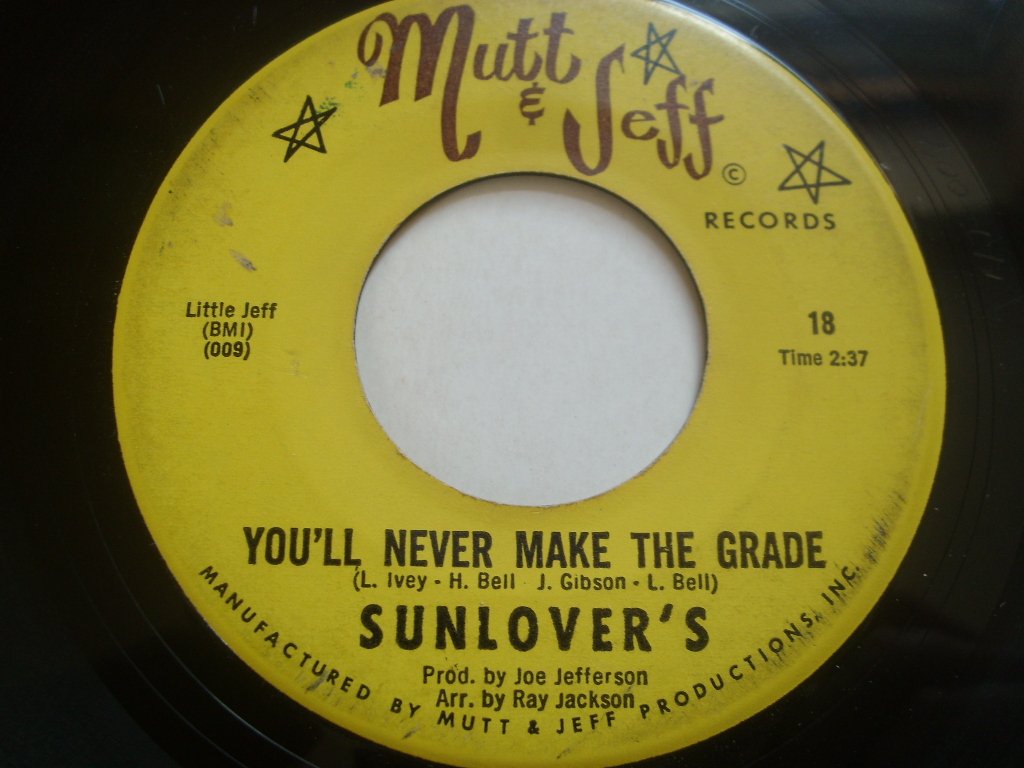 Mutt
&
Jeff ©
RECORDS
Little Jeff
(BMI)
(009)
18
Time 2:37
YOU'LL NEVER MAKE THE GRADE
(L. Ivey - H. Bell J. Gibson - L. Bell)
SUNLOVER'S
Prod. by Joe Jefferson
Arr. by Ray Jackson
MANUFACTURED BY MUTT & JEFF PRODUCTIONS, INC.